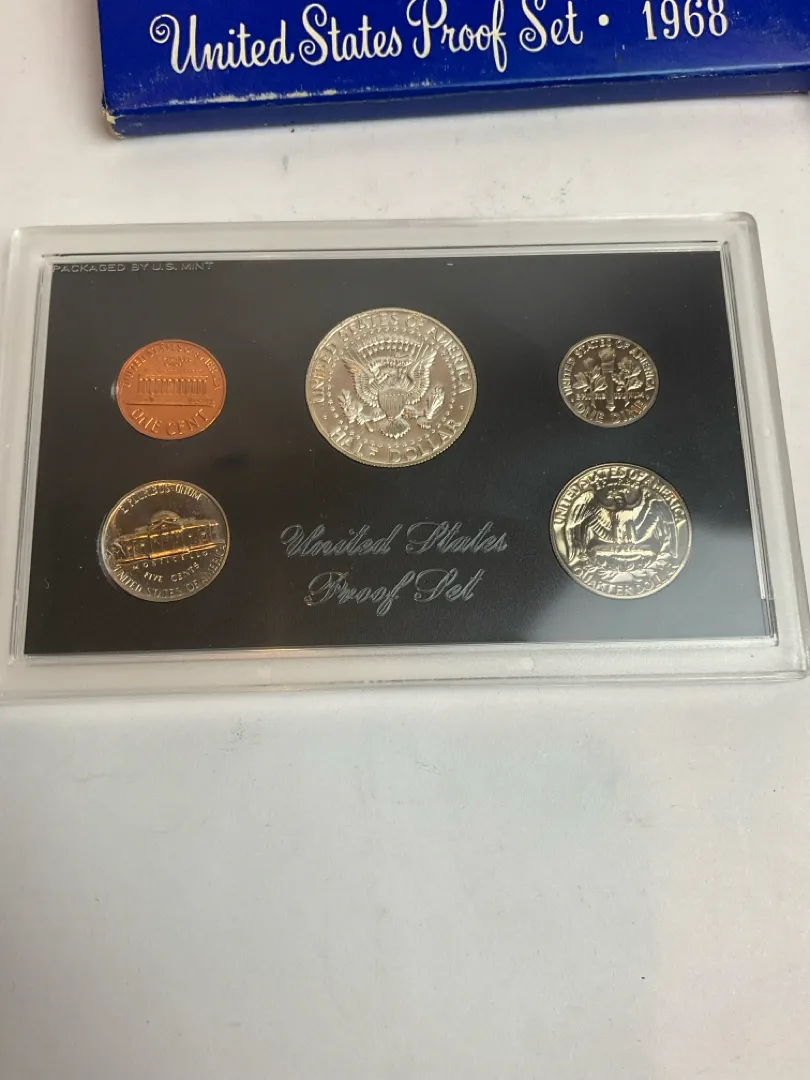 United States Proof Set • 1968
PACKAGED BY U.S. MINT
UNITED STATES OF AMERICA
ONE CENT
UNITED STATES OF AMERICA
HALF DOLLAR
UNITED STATES OF AMERICA
ONE DIME
E PLURIBUS UNUM
MONTICELLO
FIVE CENTS
UNITED STATES OF AMERICA
UNITED STATES OF AMERICA
QUARTER DOLLAR
United States
Proof Set